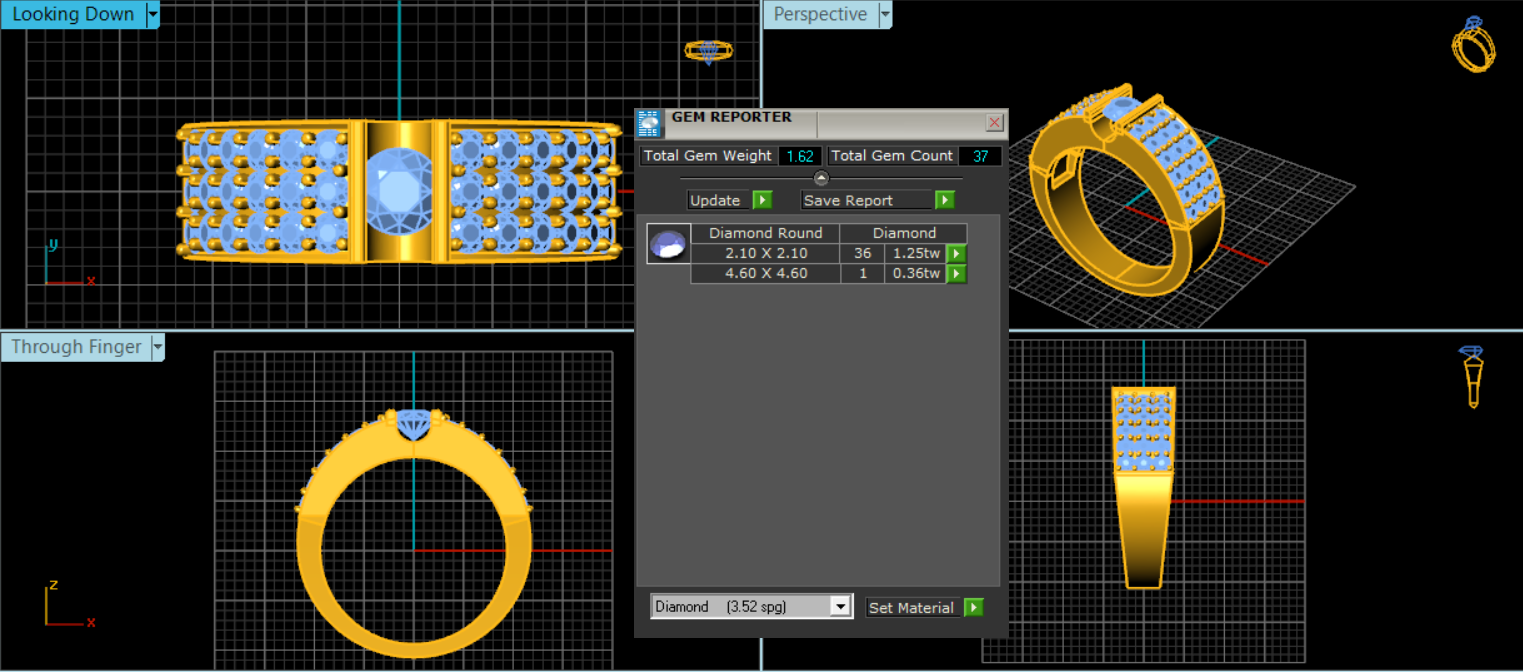 Looking Down
Perspective
GEM REPORTER
Total Gem Weight 1.62 Total Gem Count 37
Update Save Report
Diamond Round Diamond
2.10 X 2.10 36 1.25tw
4.60 X 4.60 1 0.36tw
y
x
Through Finger
z
x
Diamond (3.52 spg) Set Material